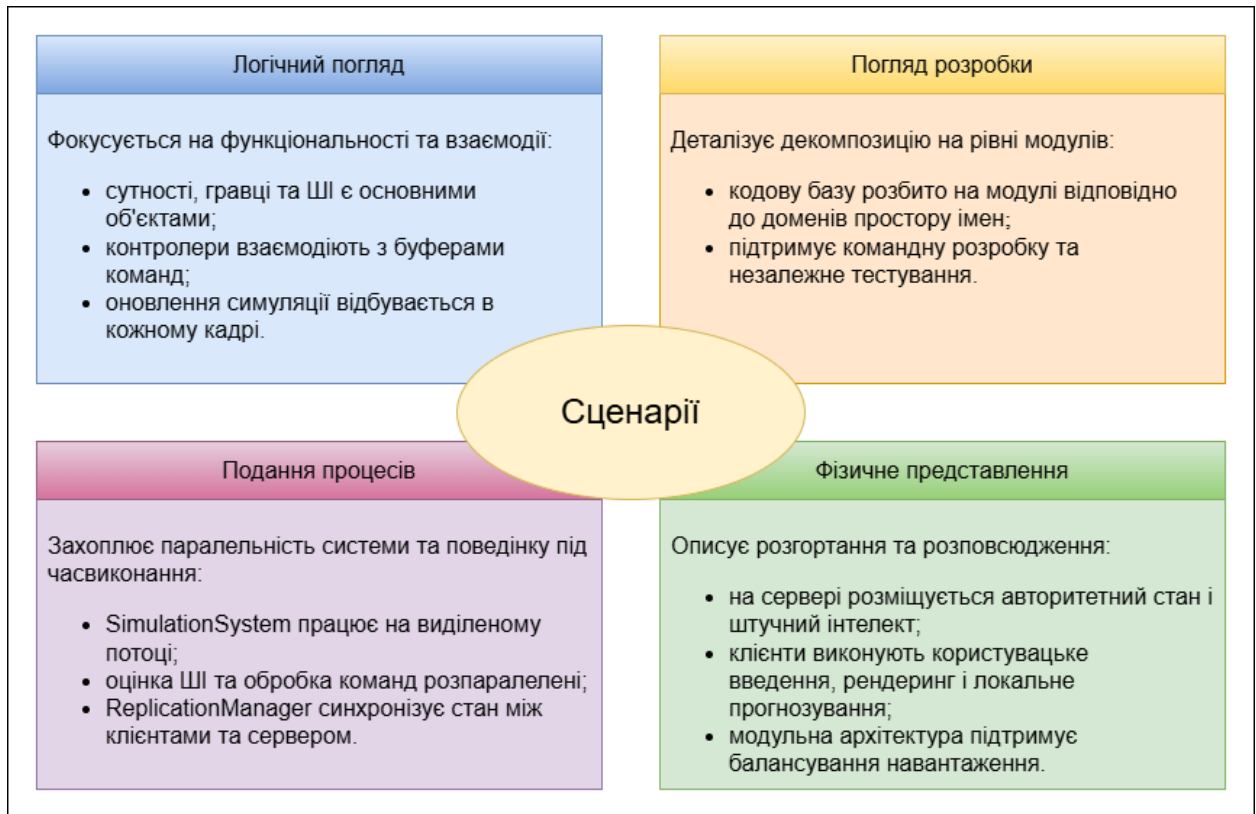 Логічний погляд
Фокусується на функціональності та взаємодії:
• сутності, гравці та ШІ є основними
об'єктами;
• контролери взаємодіють з буферами
команд;
• оновлення симуляції відбувається в
кожному кадрі.
Погляд розробки
Деталізує декомпозицію на рівні модулів:
• кодову базу розбито на модулі відповідно
до доменів простору імен;
• підтримує командну розробку та
незалежне тестування.
Сценарії
Подання процесів
Захоплює паралельність системи та поведінку під
часвиконання:
• SimulationSystem працює на виділеному
потоці;
• оцінка ШІ та обробка команд розпаралелені;
• ReplicationManager синхронізує стан між
клієнтами та сервером.
Фізичне представлення
Описує розгортання та розповсюдження:
• на сервері розміщується авторитетний стан і
штучний інтелект;
• клієнти виконують користувацьке
введення, рендеринг і локальне
прогнозування;
• модульна архітектура підтримує
балансування навантаження.